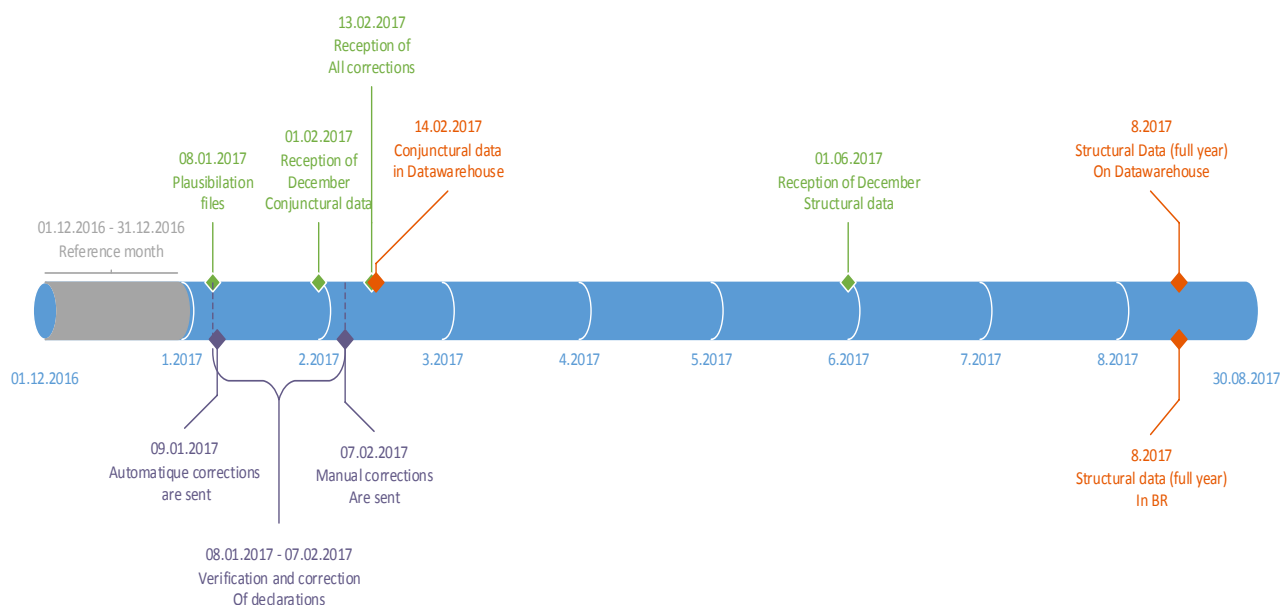 13.02.2017
Reception of
All corrections
14.02.2017
Conjunctural data
in Datawarehouse
8.2017
Structural Data (full year)
On Datawarehouse
01.02.2017
Reception of
December
Conjunctural data
08.01.2017
Plausibilation
files
01.06.2017
Reception of December
Structural data
01.12.2016 - 31.12.2016
Reference month
01.12.2016
1.2017
2.2017
3.2017
4.2017
5.2017
6.2017
7.2017
8.2017
30.08.2017
09.01.2017
Automatique corrections
are sent
07.02.2017
Manual corrections
Are sent
8.2017
Structural data (full year)
In BR
08.01.2017 - 07.02.2017
Verification and correction
Of declarations